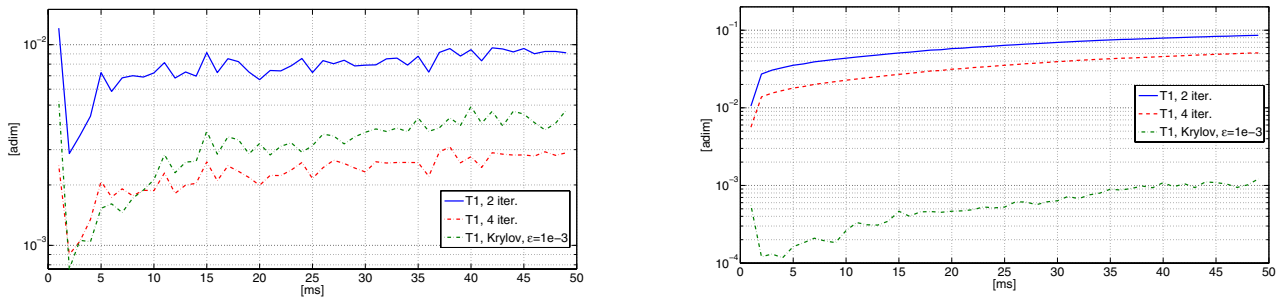 10^-2
10^-3
[adim]
0 5 10 15 20 25 30 35 40 45 50
[ms]
T1, 2 iter.
T1, 4 iter.
T1, Krylov, ε=1e-3
10^-1
10^-2
10^-3
10^-4
[adim]
0 5 10 15 20 25 30 35 40 45 50
[ms]
T1, 2 iter.
T1, 4 iter.
T1, Krylov, ε=1e-3